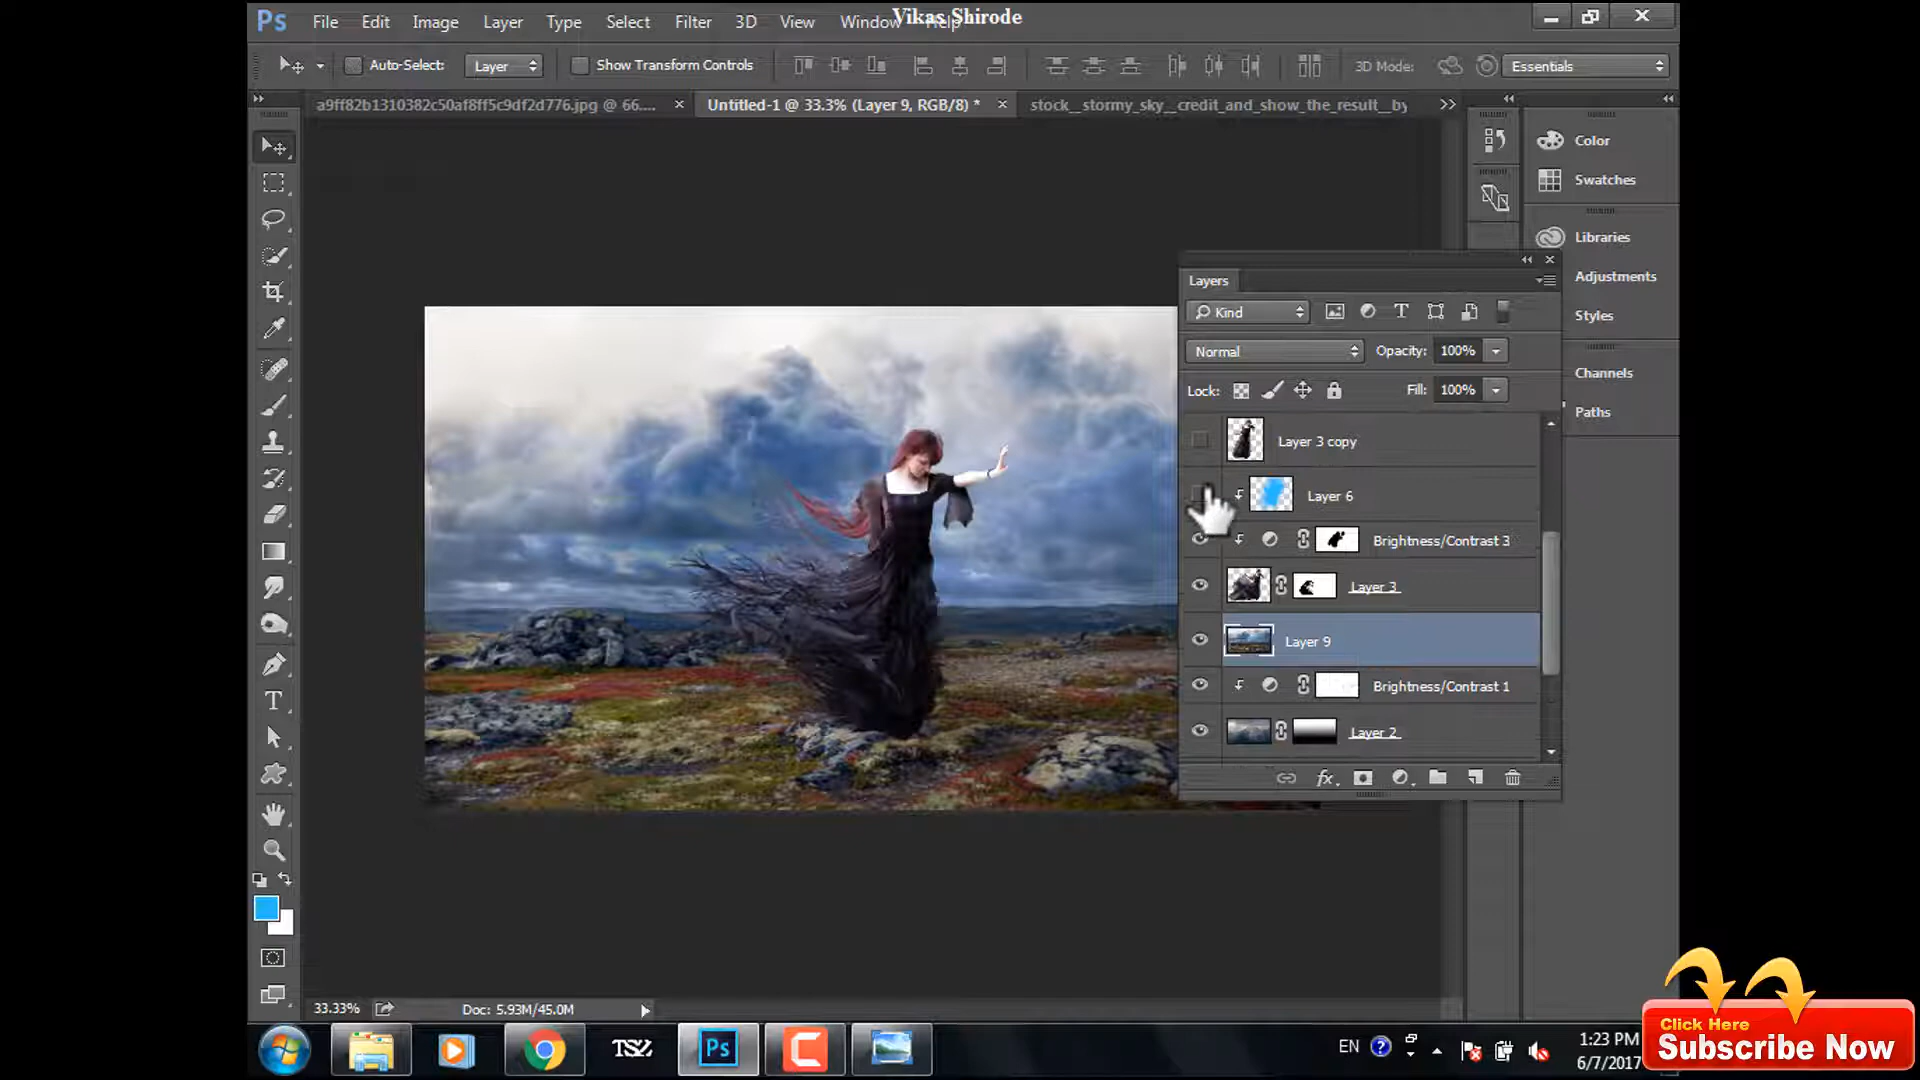 Vikas Shirode
Ps File Edit Image Layer Type Select Filter 3D View Window Help
Auto-Select: Layer Show Transform Controls 3D Mode: Essentials
a9ff82b1310382c50af8ff5c9df2d776.jpg @ 66.... × Untitled-1 @ 33.3% (Layer 9, RGB/8) * × stock__stormy_sky__credit_and_show_the_result__by
Color
Swatches
Libraries
Adjustments
Styles
Channels
Paths
Layers
Kind
Normal Opacity: 100%
Lock: Fill: 100%
Layer 3 copy
Layer 6
Brightness/Contrast 3
Layer 3
Layer 9
Brightness/Contrast 1
Layer 2
fx
33.33% Doc: 5.93M/45.0M
TSZ Ps EN 1:23 PM
6/7/2017
Click Here
Subscribe Now